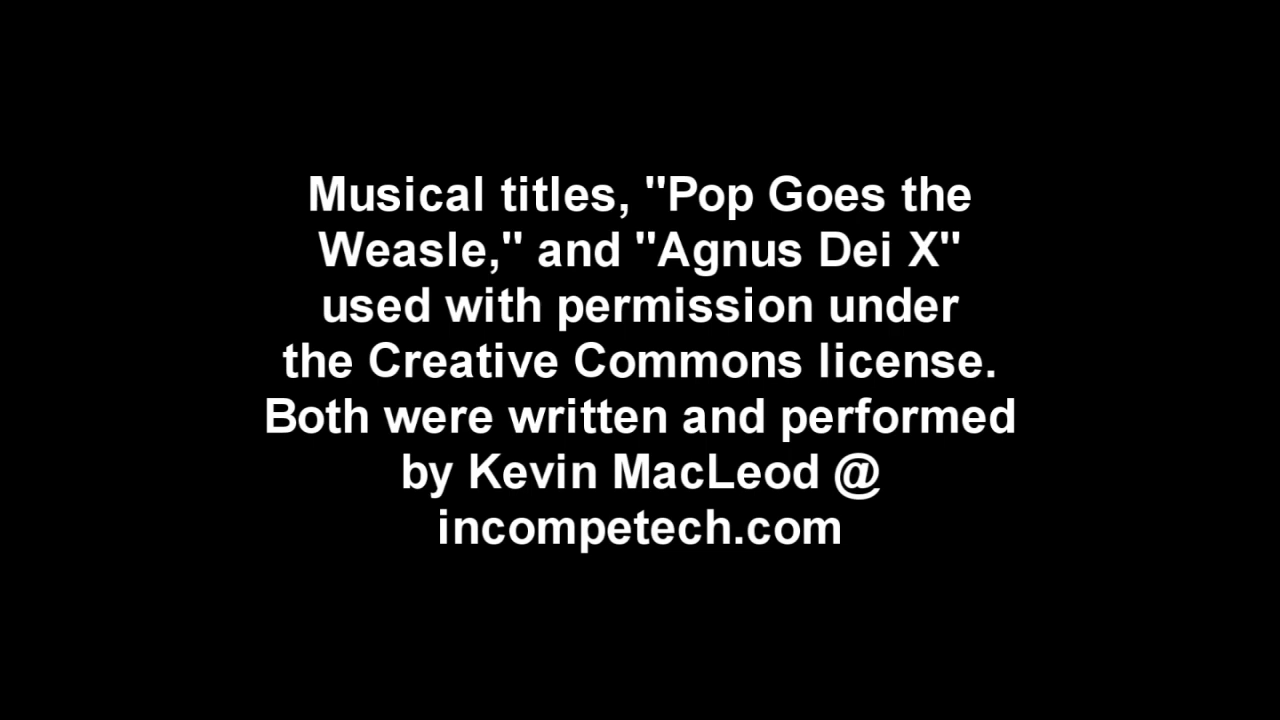 Musical titles, "Pop Goes the
Weasle," and "Agnus Dei X"
used with permission under
the Creative Commons license.
Both were written and performed
by Kevin MacLeod @
incompetech.com